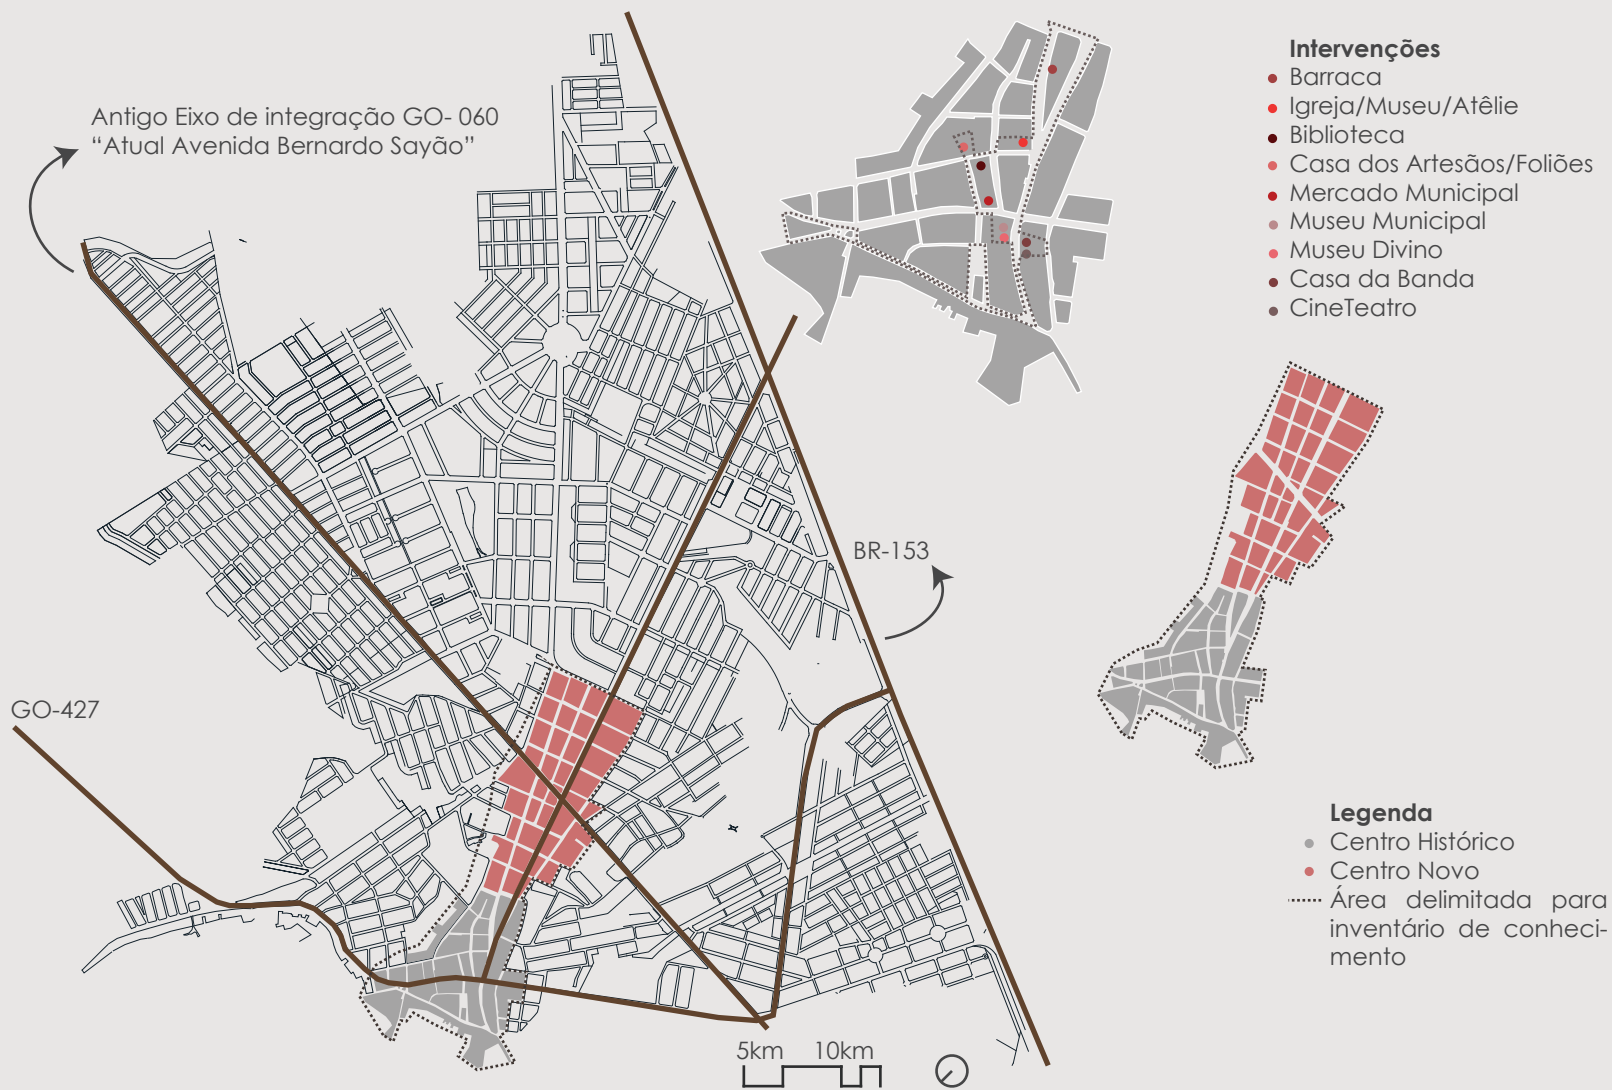 Antigo Eixo de integração GO- 060
“Atual Avenida Bernardo Sayão”
Intervenções
Barraca
Igreja/Museu/Atêlie
Biblioteca
Casa dos Artesãos/Foliões
Mercado Municipal
Museu Municipal
Museu Divino
Casa da Banda
CineTeatro
BR-153
GO-427
Legenda
Centro Histórico
Centro Novo
Área delimitada para
inventário de conheci-
mento
5km 10km